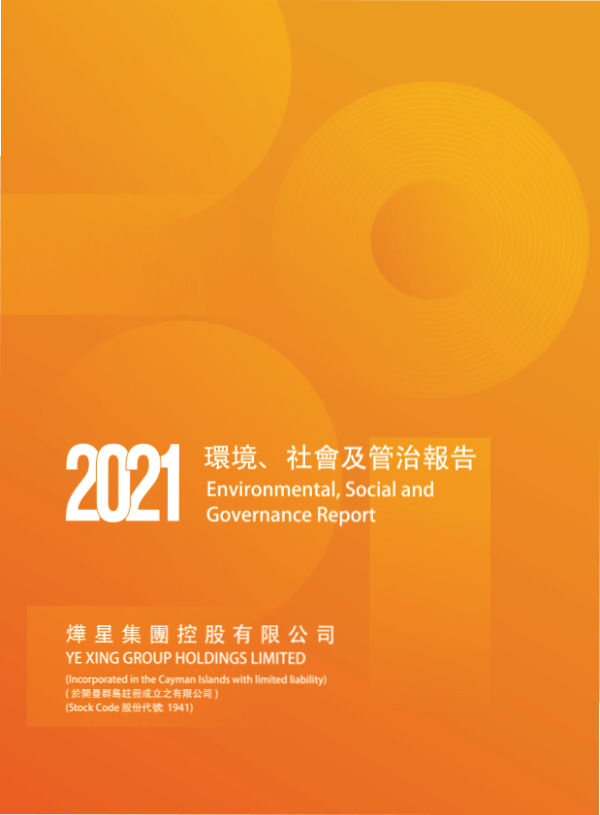 2021
環境、社會及管治報告
Environmental, Social and
Governance Report
燁星集團控股有限公司
YE XING GROUP HOLDINGS LIMITED
(Incorporated in the Cayman Islands with limited liability)
(於開曼群島註冊成立之有限公司)
(Stock Code 股份代號: 1941)